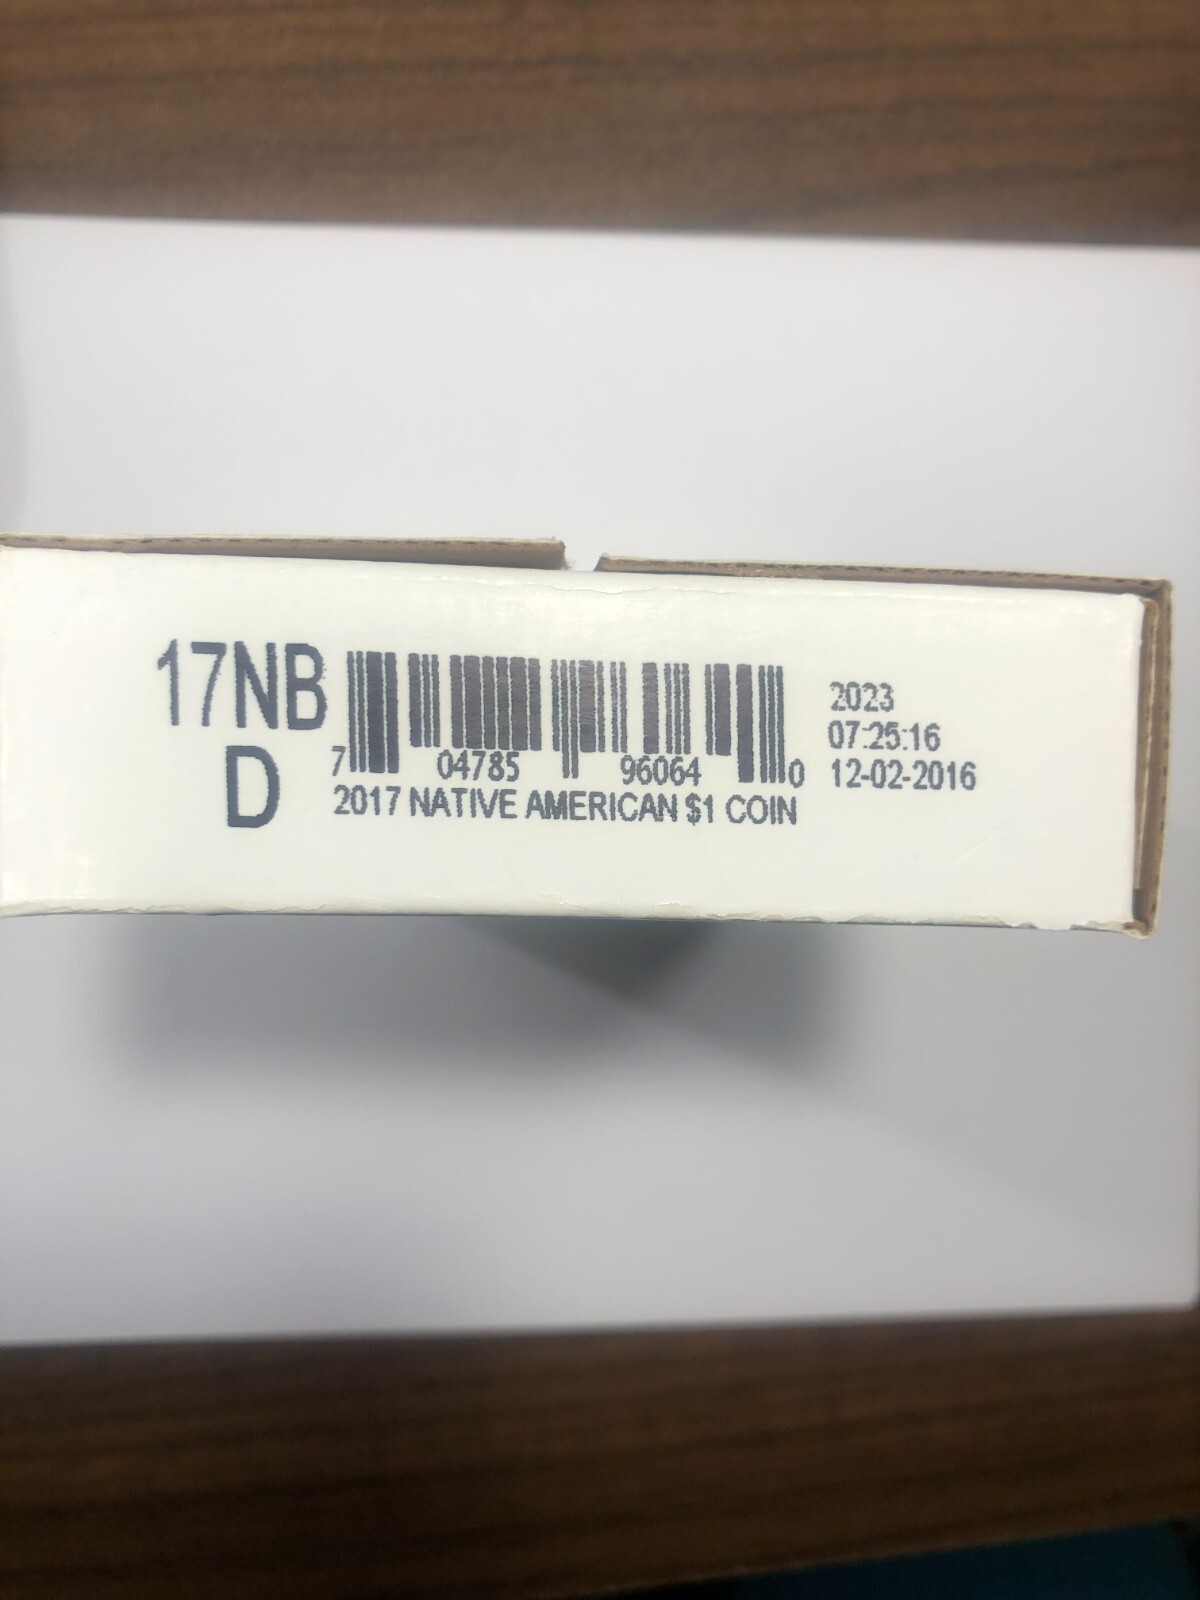 17NB
D
7 04785 96064 0
2017 NATIVE AMERICAN $1 COIN
2023
07:25:16
12-02-2016